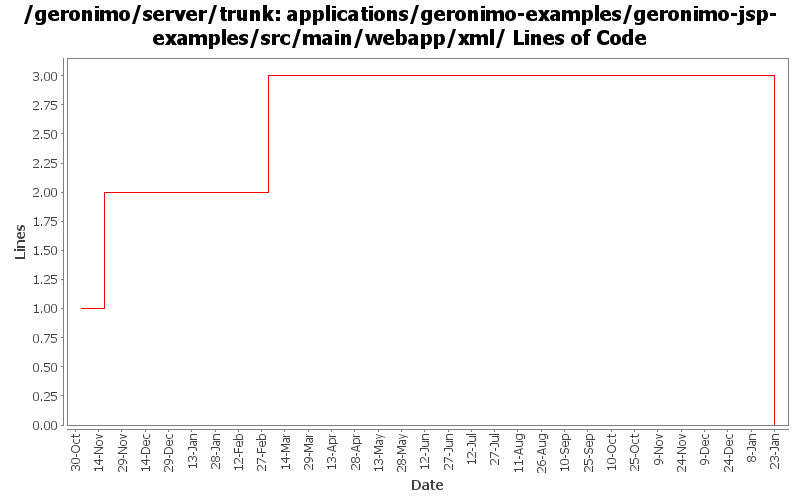 /geronimo/server/trunk: applications/geronimo-examples/geronimo-jsp-
examples/src/main/webapp/xml/ Lines of Code
3.00
2.75
2.50
2.25
2.00
1.75
1.50
1.25
1.00
0.75
0.50
0.25
0.00
Lines
30-Oct
14-Nov
29-Nov
14-Dec
29-Dec
13-Jan
28-Jan
12-Feb
27-Feb
14-Mar
29-Mar
13-Apr
28-Apr
13-May
28-May
12-Jun
27-Jun
12-Jul
27-Jul
11-Aug
26-Aug
10-Sep
25-Sep
10-Oct
25-Oct
9-Nov
24-Nov
9-Dec
24-Dec
8-Jan
23-Jan
Date